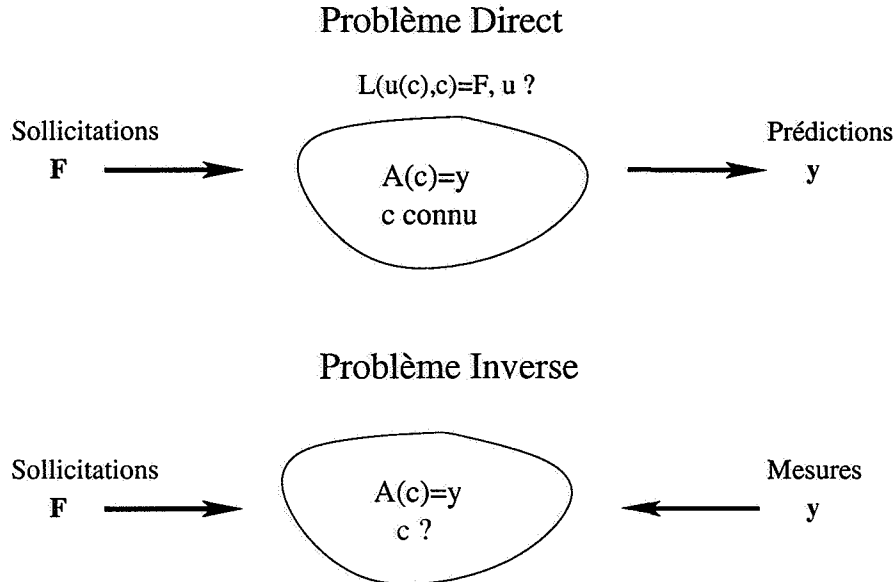 Problème Direct
L(u(c),c)=F, u ?
Sollicitations
F
A(c)=y
c connu
Prédictions
y
Problème Inverse
Sollicitations
F
A(c)=y
c ?
Mesures
y